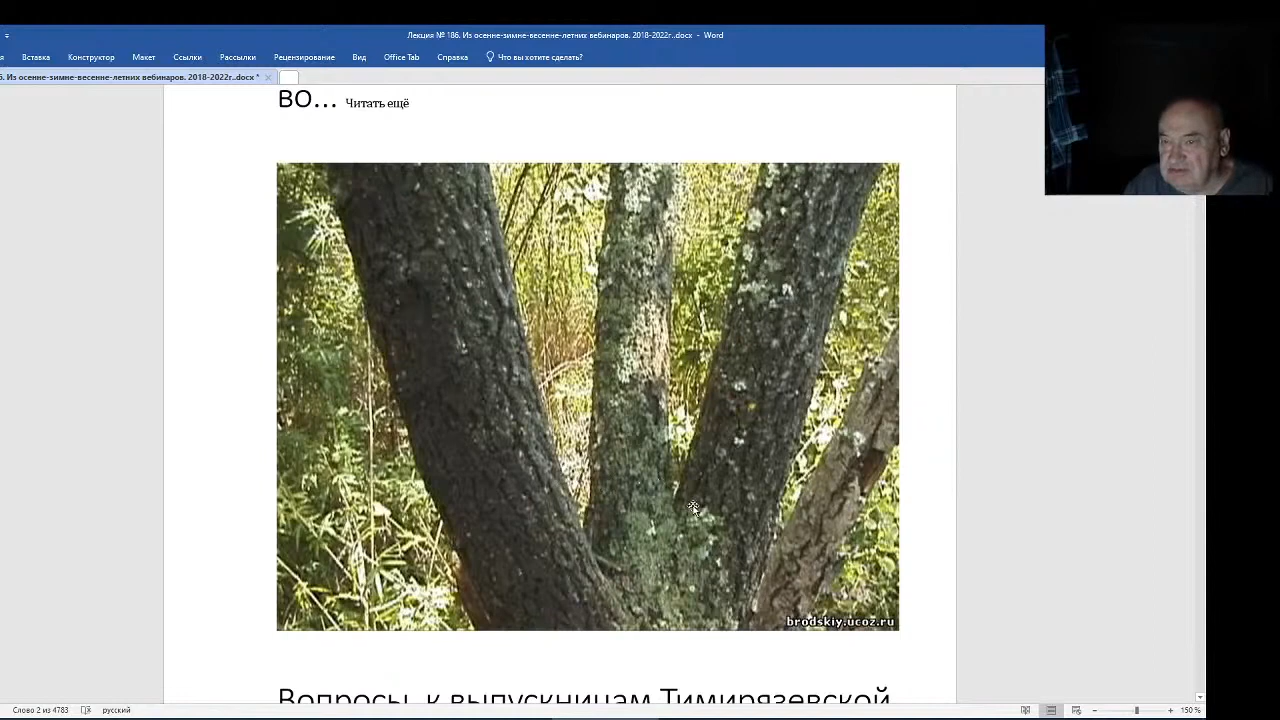 Лекция № 186. Из осенне-зимне-весенне-летних вебинаров. 2018-2022г..docx - Word
я Вставка Конструктор Макет Ссылки Рассылки Рецензирование Вид Office Tab Справка Что вы хотите сделать?
6. Из осенне-зимне-весенне-летних вебинаров. 2018-2022г..docx *
ВО... Читать ещё
brodskiy.ucoz.ru
Вопросы к выпускницам Тимирязевской
Слово 2 из 4783 русский 150 %